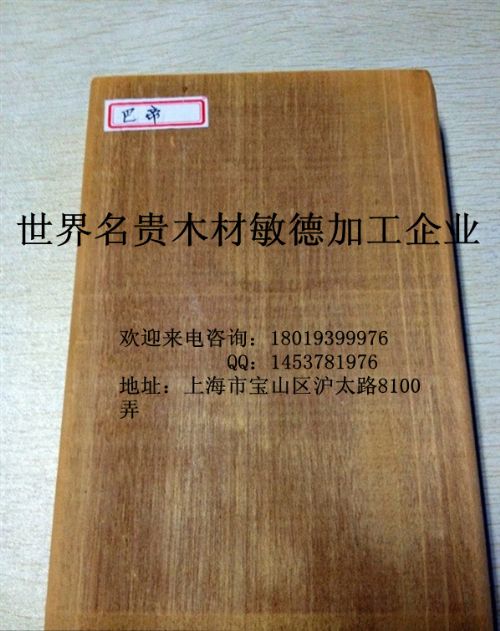 巴帝
世界名贵木材敏德加工企业
欢迎来电咨询：18019399976
QQ：1453781976
地址：上海市宝山区沪太路8100
弄